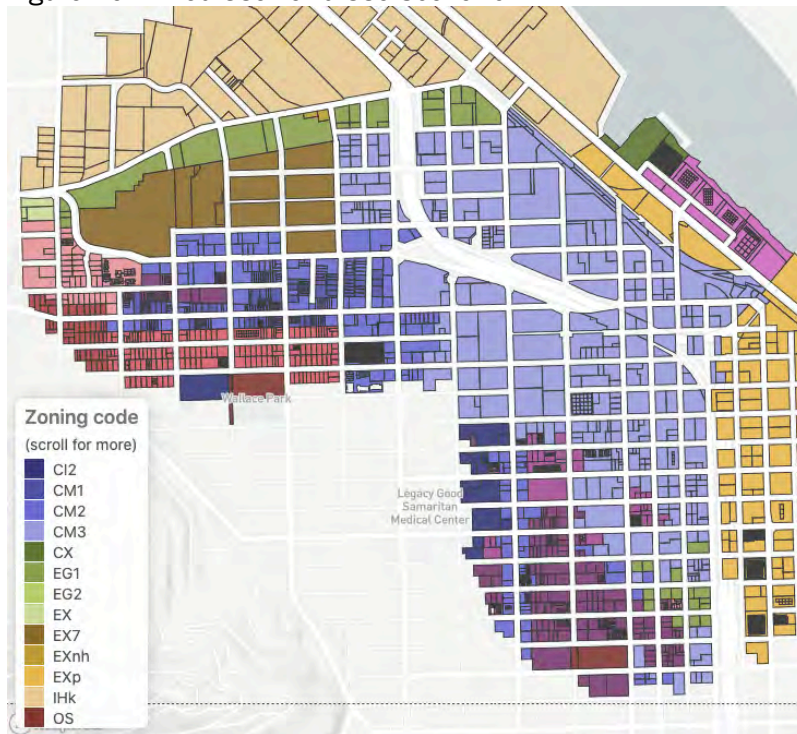 Wallace Park
Legacy Good
Samaritan
Medical Center
Zoning code
(scroll for more)
CI2
CM1
CM2
CM3
CX
EG1
EG2
EX
EX7
EXnh
EXp
IHk
OS